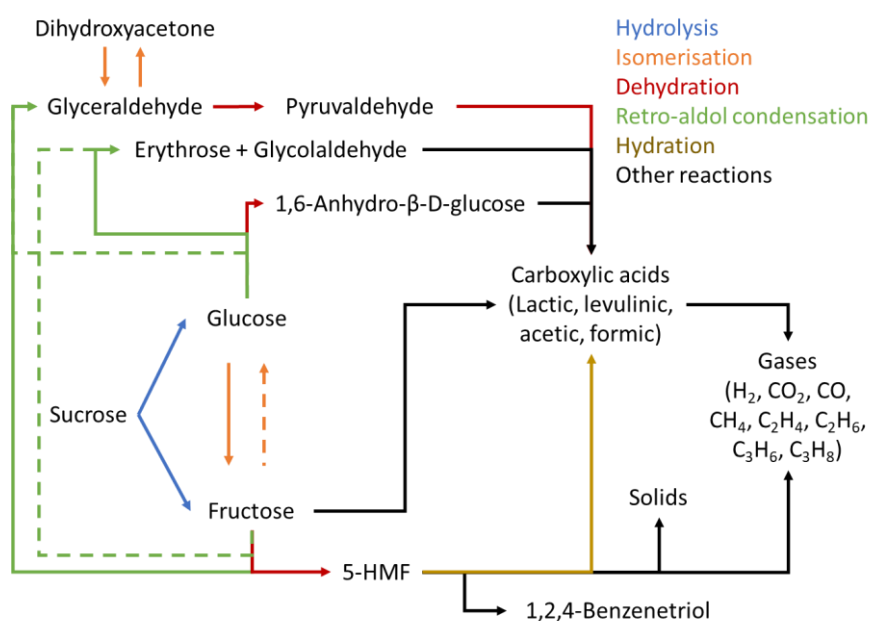 Dihydroxyacetone
Glyceraldehyde
Pyruvaldehyde
Erythrose + Glycolaldehyde
1,6-Anhydro-β-D-glucose
Hydrolysis
Isomerisation
Dehydration
Retro-aldol condensation
Hydration
Other reactions
Carboxylic acids
(Lactic, levulinic,
acetic, formic)
Glucose
Sucrose
Fructose
Gases
(H₂, CO₂, CO,
CH₄, C₂H₄, C₂H₆,
C₃H₆, C₃H₈)
Solids
5-HMF
1,2,4-Benzenetriol